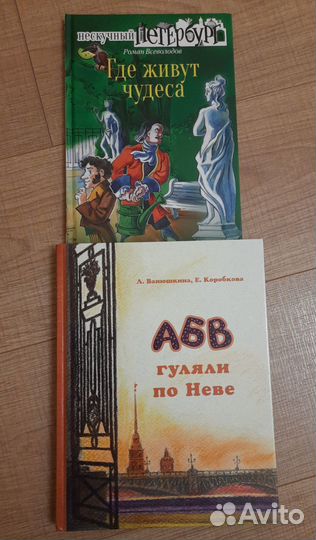 нескучный ПЕТЕРБУРГ
Роман Всеволодов
Где живут
чудеса
Л. Ванюшкина, Е. Коробкова
АБВ
гуляли
по Неве
Avito